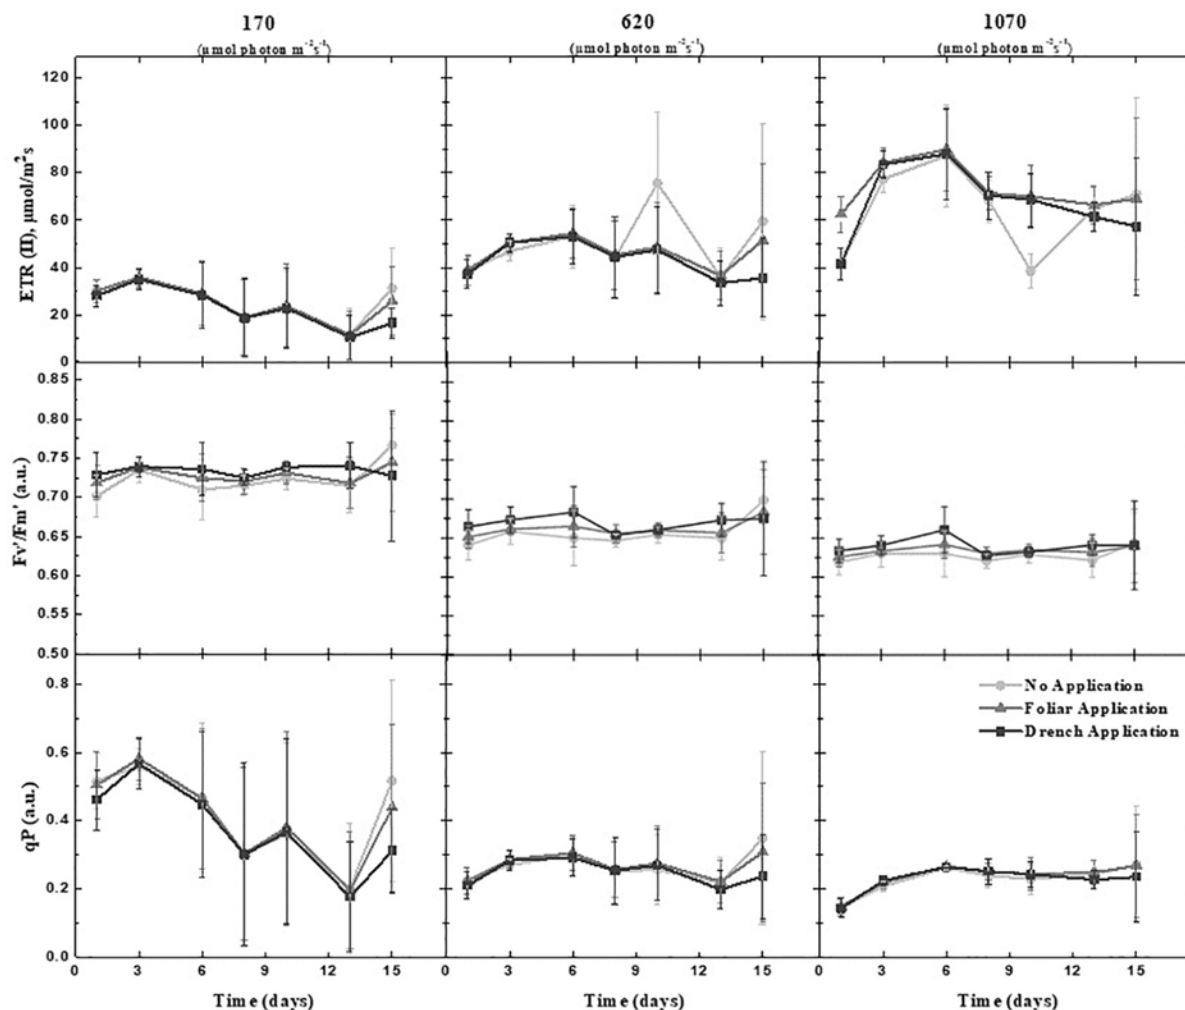 170 620 1070
(μmol photon m⁻²s⁻¹) (μmol photon m⁻²s⁻¹) (μmol photon m⁻²s⁻¹)
ETR (II), μmol/m²s
120
100
80
60
40
20
0
Fv'/Fm' (a.u.)
0.85
0.80
0.75
0.70
0.65
0.60
0.55
0.50
qP (a.u.)
0.8
0.6
0.4
0.2
0.0
No Application
Foliar Application
Drench Application
0 3 6 9 12 15 0 3 6 9 12 15 0 3 6 9 12 15
Time (days) Time (days) Time (days)